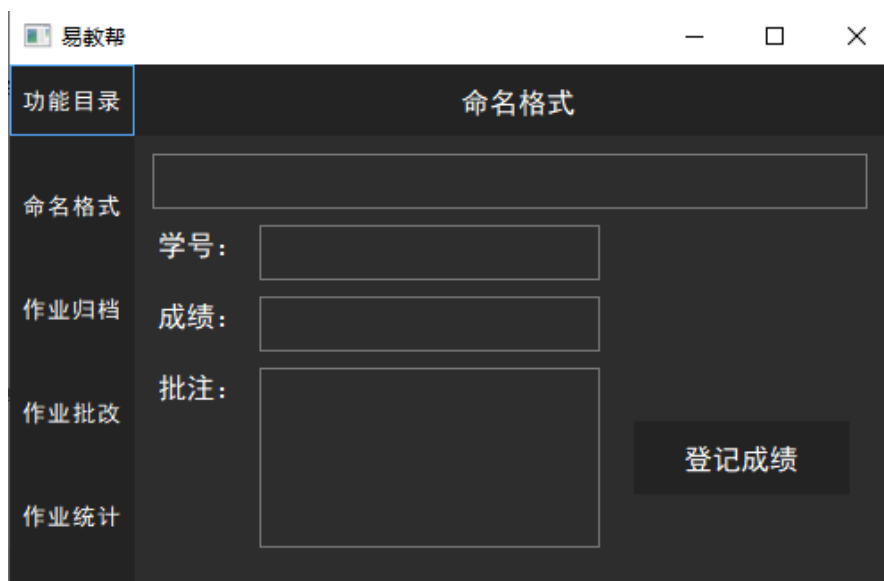 易教帮
功能目录
命名格式
命名格式
作业归档
作业批改
作业统计
学号：
成绩：
批注：
登记成绩